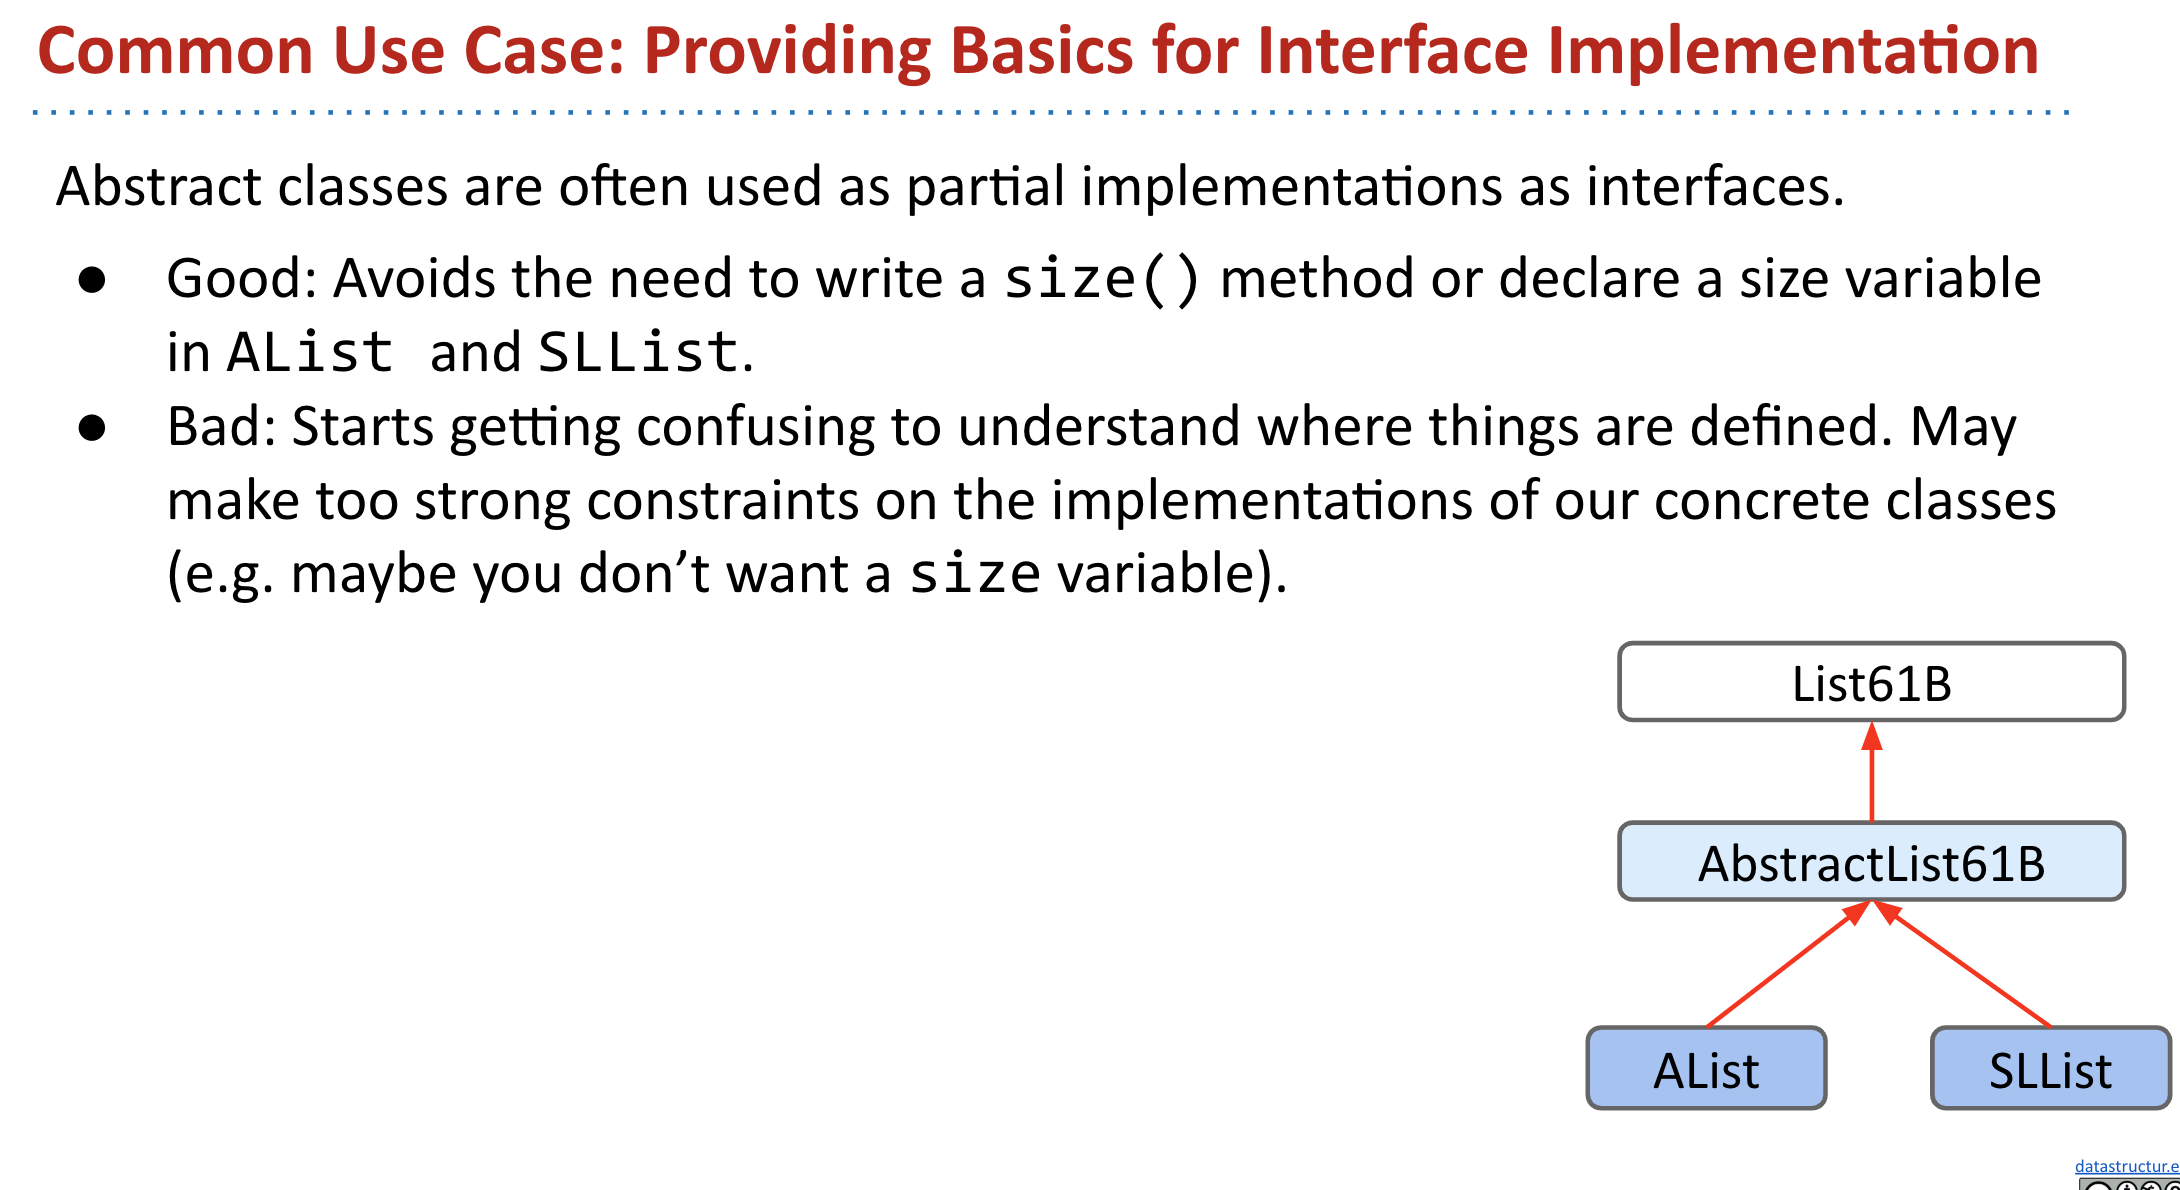 Common Use Case: Providing Basics for Interface Implementation
Abstract classes are often used as partial implementations as interfaces.
● Good: Avoids the need to write a size() method or declare a size variable
in AList and SLList.
● Bad: Starts getting confusing to understand where things are defined. May
make too strong constraints on the implementations of our concrete classes
(e.g. maybe you don’t want a size variable).
List61B
AbstractList61B
AList
SLList
datastructur.e